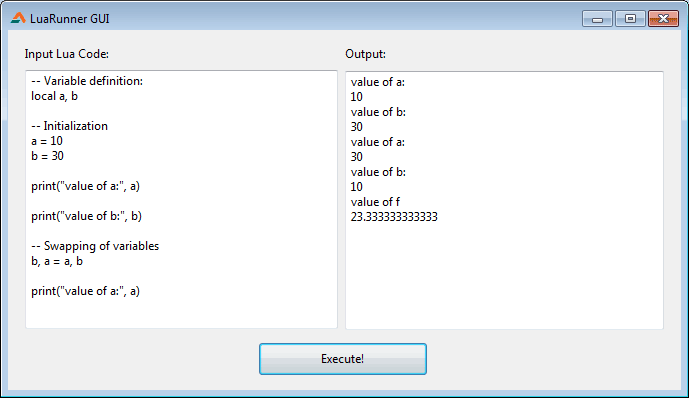 LuaRunner GUI
Input Lua Code:
-- Variable definition:
local a, b
-- Initialization
a = 10
b = 30
print("value of a:", a)
print("value of b:", b)
-- Swapping of variables
b, a = a, b
print("value of a:", a)
Output:
value of a:
10
value of b:
30
value of a:
30
value of b:
10
value of f
23.333333333333
Execute!